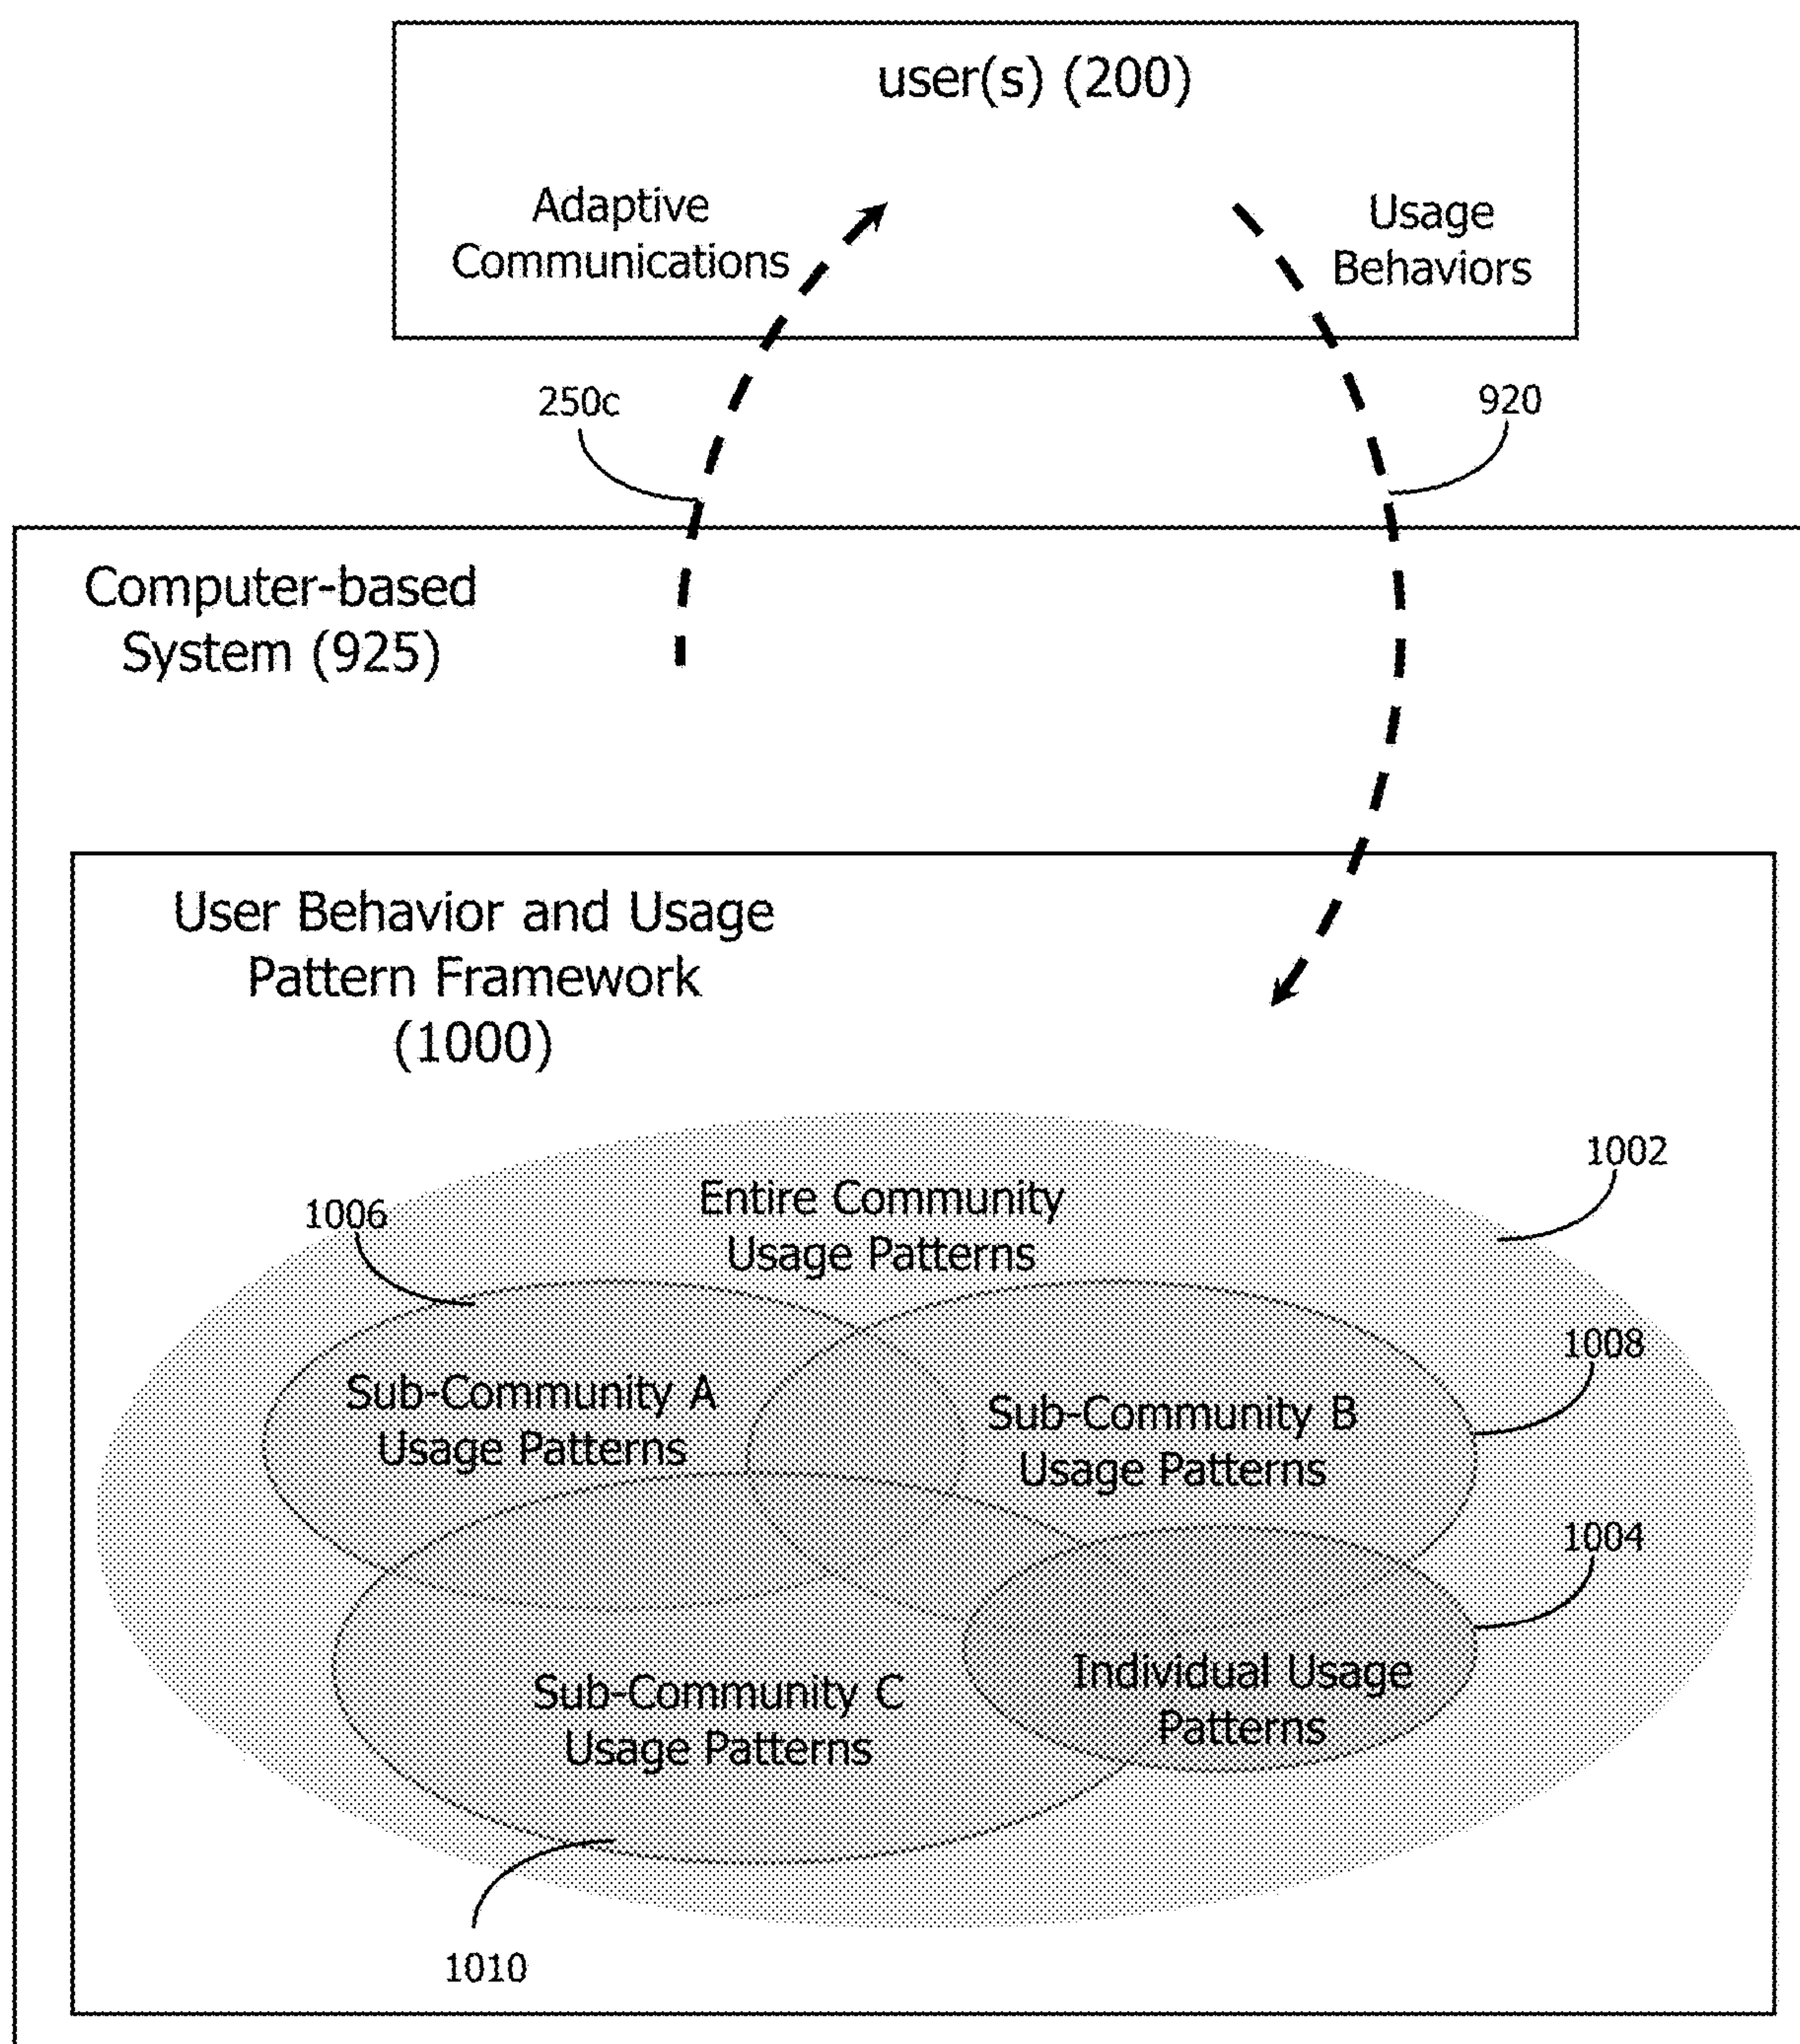 user(s) (200)
Adaptive
Communications
Usage
Behaviors
250c
920
Computer-based
System (925)
User Behavior and Usage
Pattern Framework
(1000)
1002
Entire Community
Usage Patterns
1006
1008
Sub-Community A
Usage Patterns
Sub-Community B
Usage Patterns
1004
Individual Usage
Patterns
Sub-Community C
Usage Patterns
1010